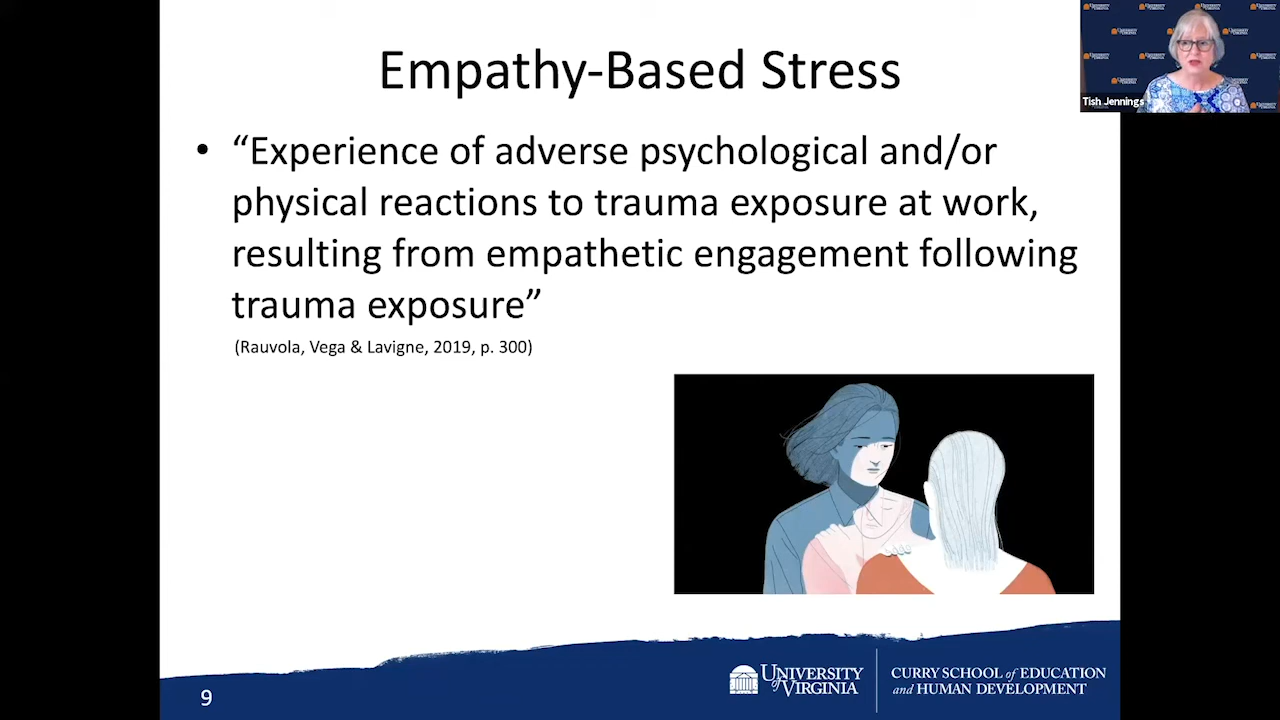 Empathy-Based Stress
• “Experience of adverse psychological and/or
physical reactions to trauma exposure at work,
resulting from empathetic engagement following
trauma exposure”
(Rauvola, Vega & Lavigne, 2019, p. 300)
Tish Jennings
9
UNIVERSITY
of VIRGINIA
CURRY SCHOOL of EDUCATION
and HUMAN DEVELOPMENT